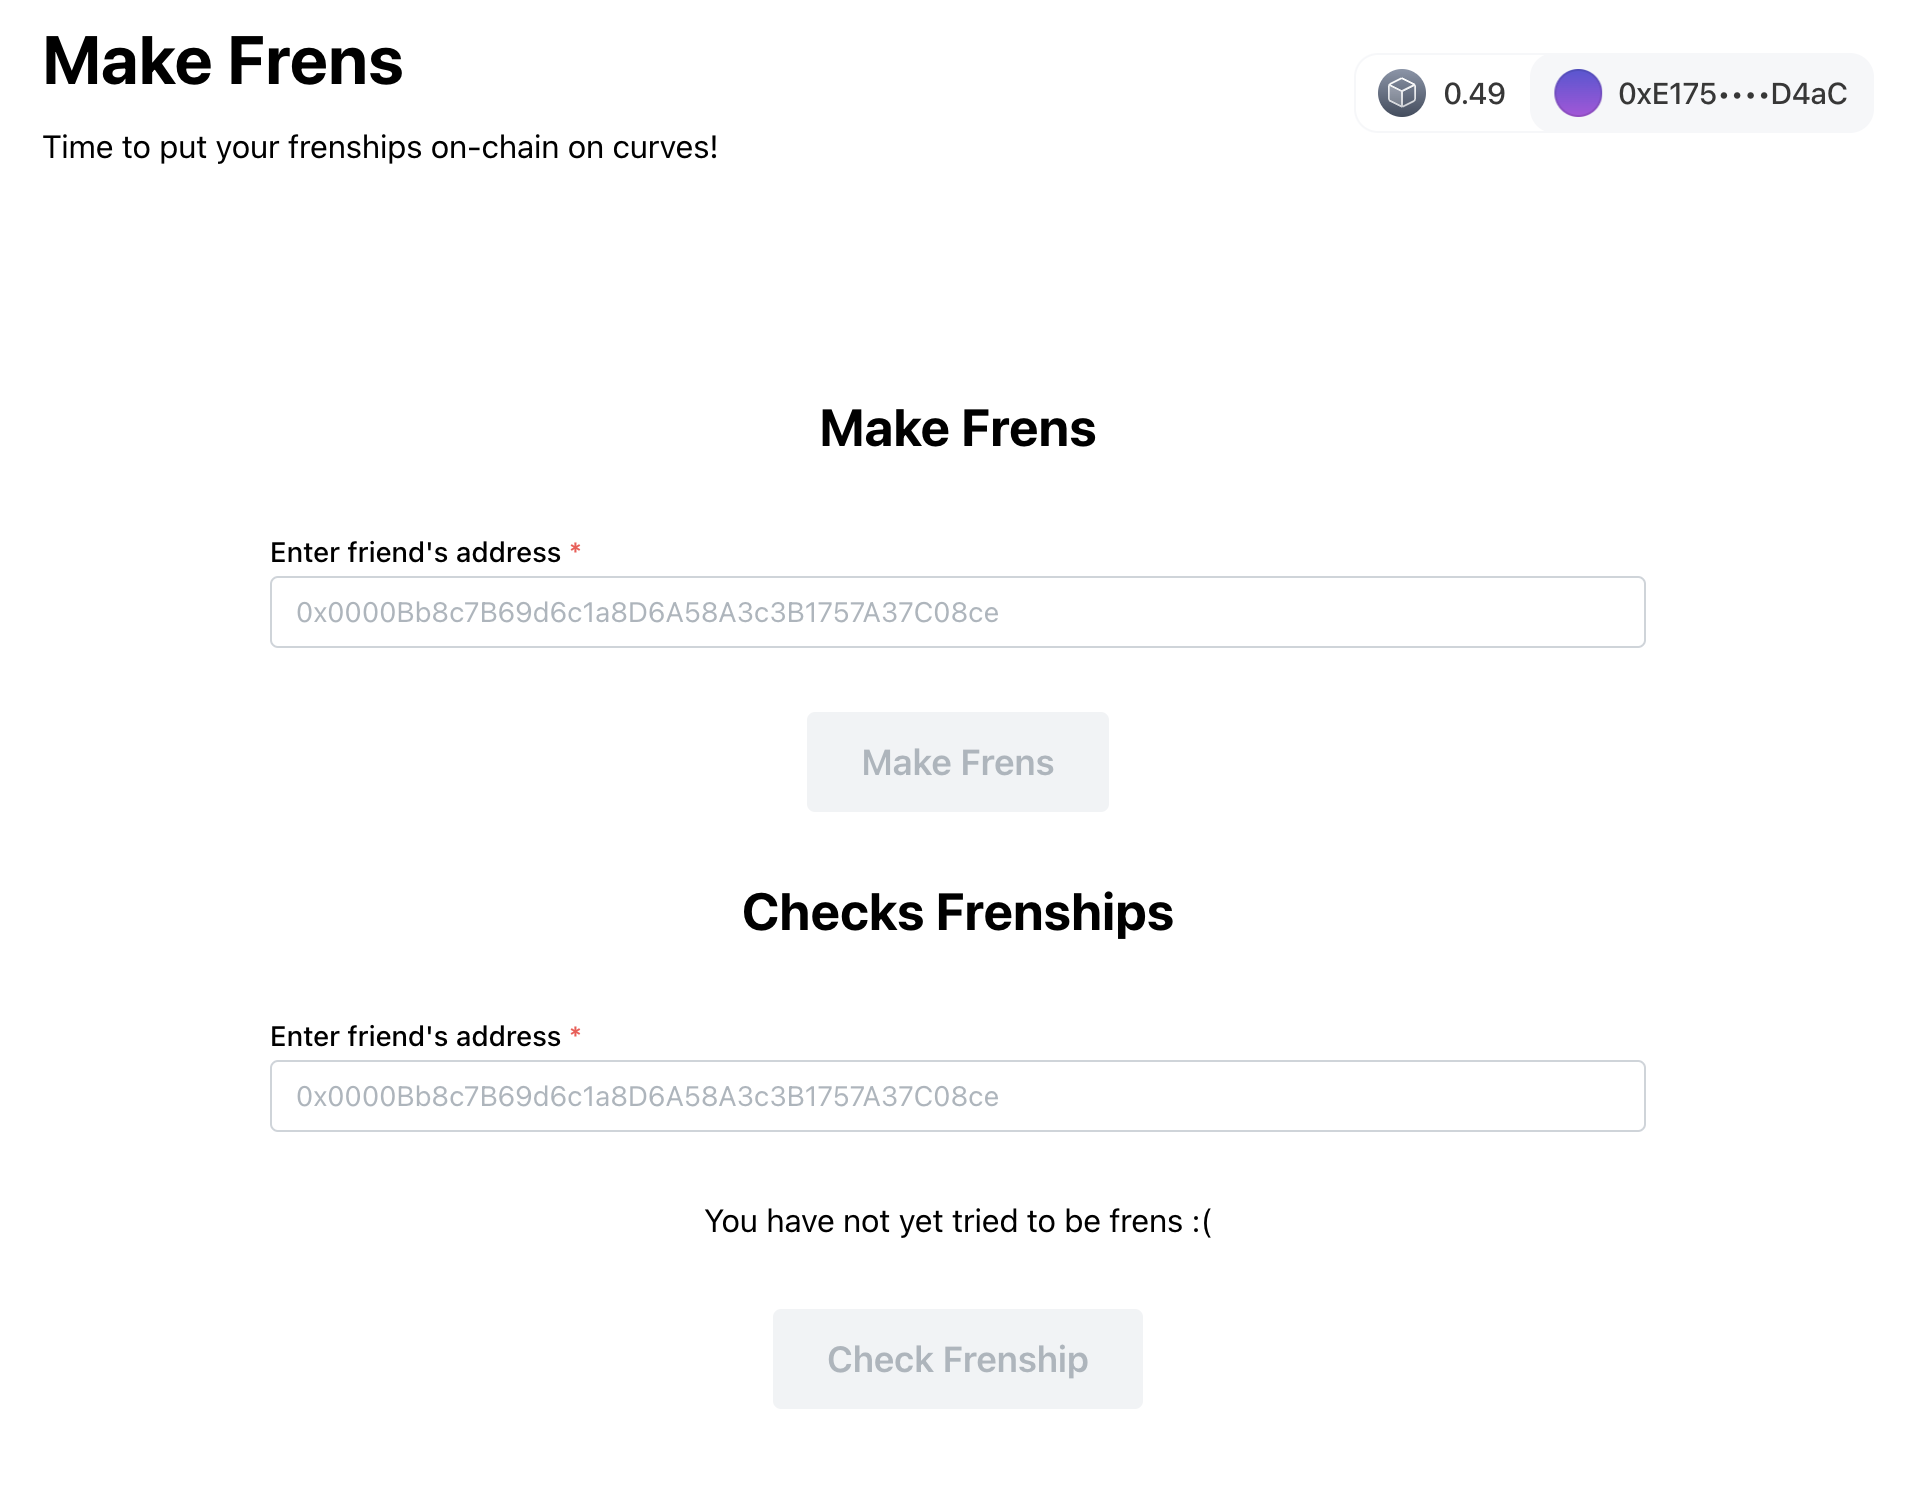 Make Frens
0.49
0xE175••••D4aC
Time to put your frenships on-chain on curves!
Make Frens
Enter friend's address *
0x0000Bb8c7B69d6c1a8D6A58A3c3B1757A37C08ce
Make Frens
Checks Frenships
Enter friend's address *
0x0000Bb8c7B69d6c1a8D6A58A3c3B1757A37C08ce
You have not yet tried to be frens :(
Check Frenship